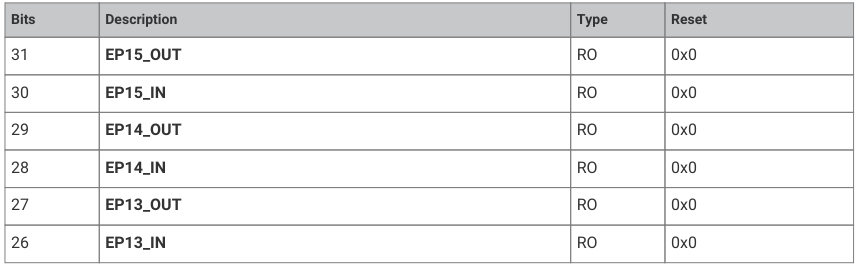 Bits Description Type Reset
31 EP15_OUT RO 0x0
30 EP15_IN RO 0x0
29 EP14_OUT RO 0x0
28 EP14_IN RO 0x0
27 EP13_OUT RO 0x0
26 EP13_IN RO 0x0